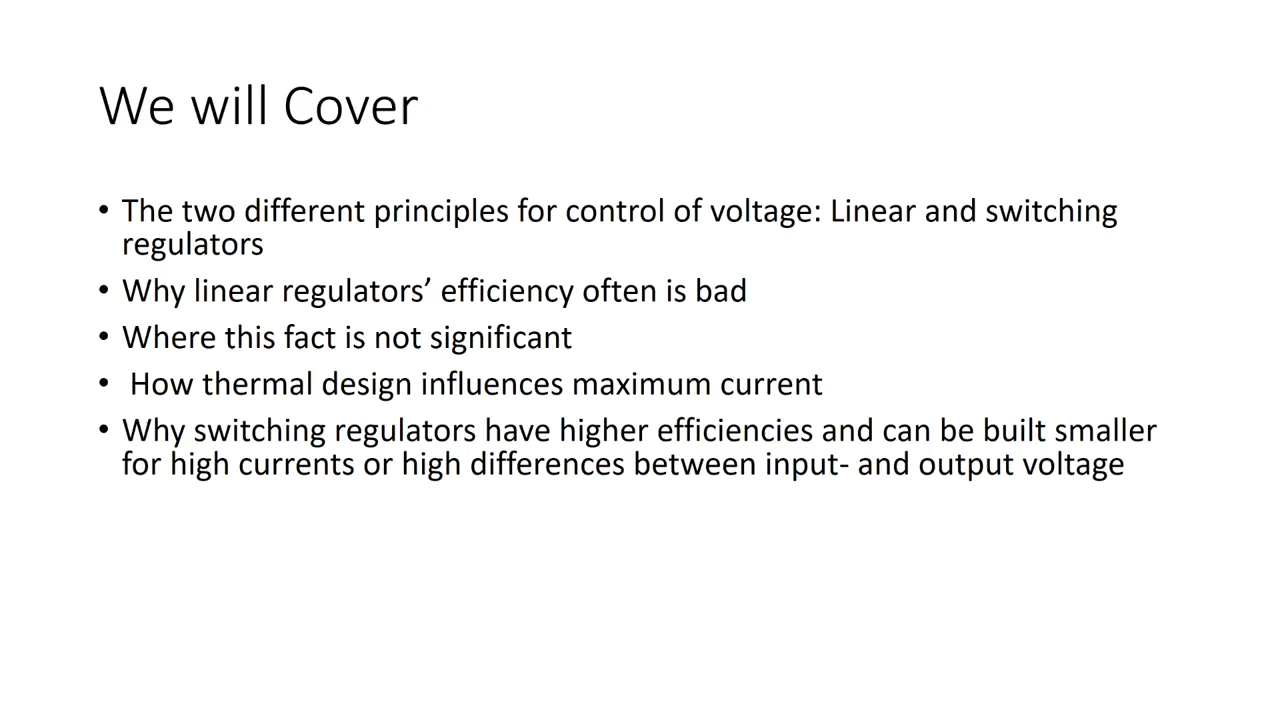 We will Cover
• The two different principles for control of voltage: Linear and switching
regulators
• Why linear regulators’ efficiency often is bad
• Where this fact is not significant
• How thermal design influences maximum current
• Why switching regulators have higher efficiencies and can be built smaller
for high currents or high differences between input- and output voltage